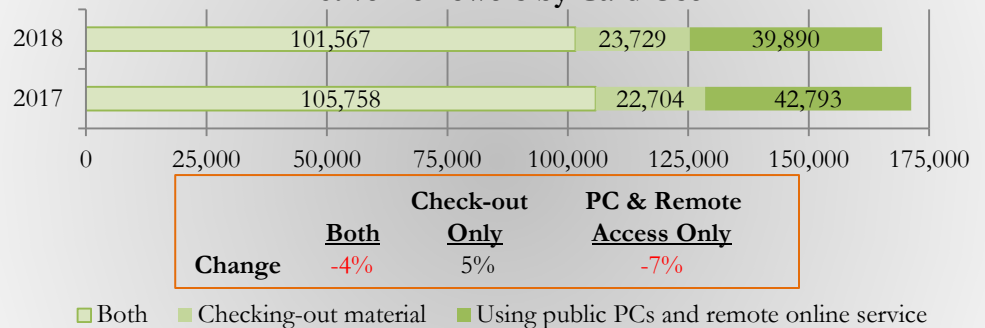 2018 101,567 23,729 39,890
2017 105,758 22,704 42,793
0 25,000 50,000 75,000 100,000 125,000 150,000 175,000
Check-out PC & Remote
Both Only Access Only
Change -4% 5% -7%
Both Checking-out material Using public PCs and remote online service